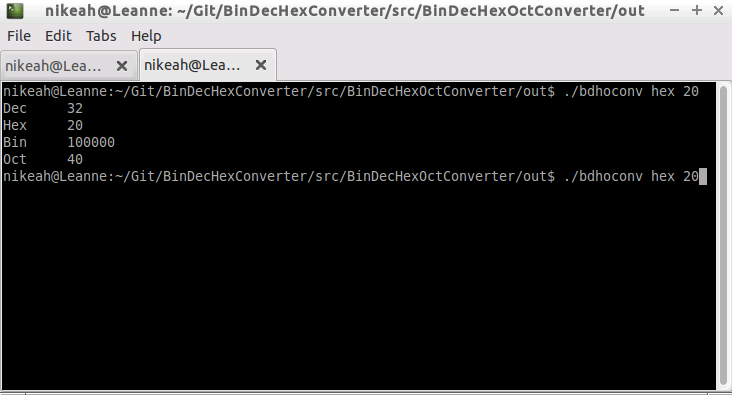 nikeah@Leanne: ~/Git/BinDecHexConverter/src/BinDecHexOctConverter/out
File Edit Tabs Help
nikeah@Lea... nikeah@Lea...
nikeah@Leanne:~/Git/BinDecHexConverter/src/BinDecHexOctConverter/out$ ./bdhoconv hex 20
Dec 32
Hex 20
Bin 100000
Oct 40
nikeah@Leanne:~/Git/BinDecHexConverter/src/BinDecHexOctConverter/out$ ./bdhoconv hex 20